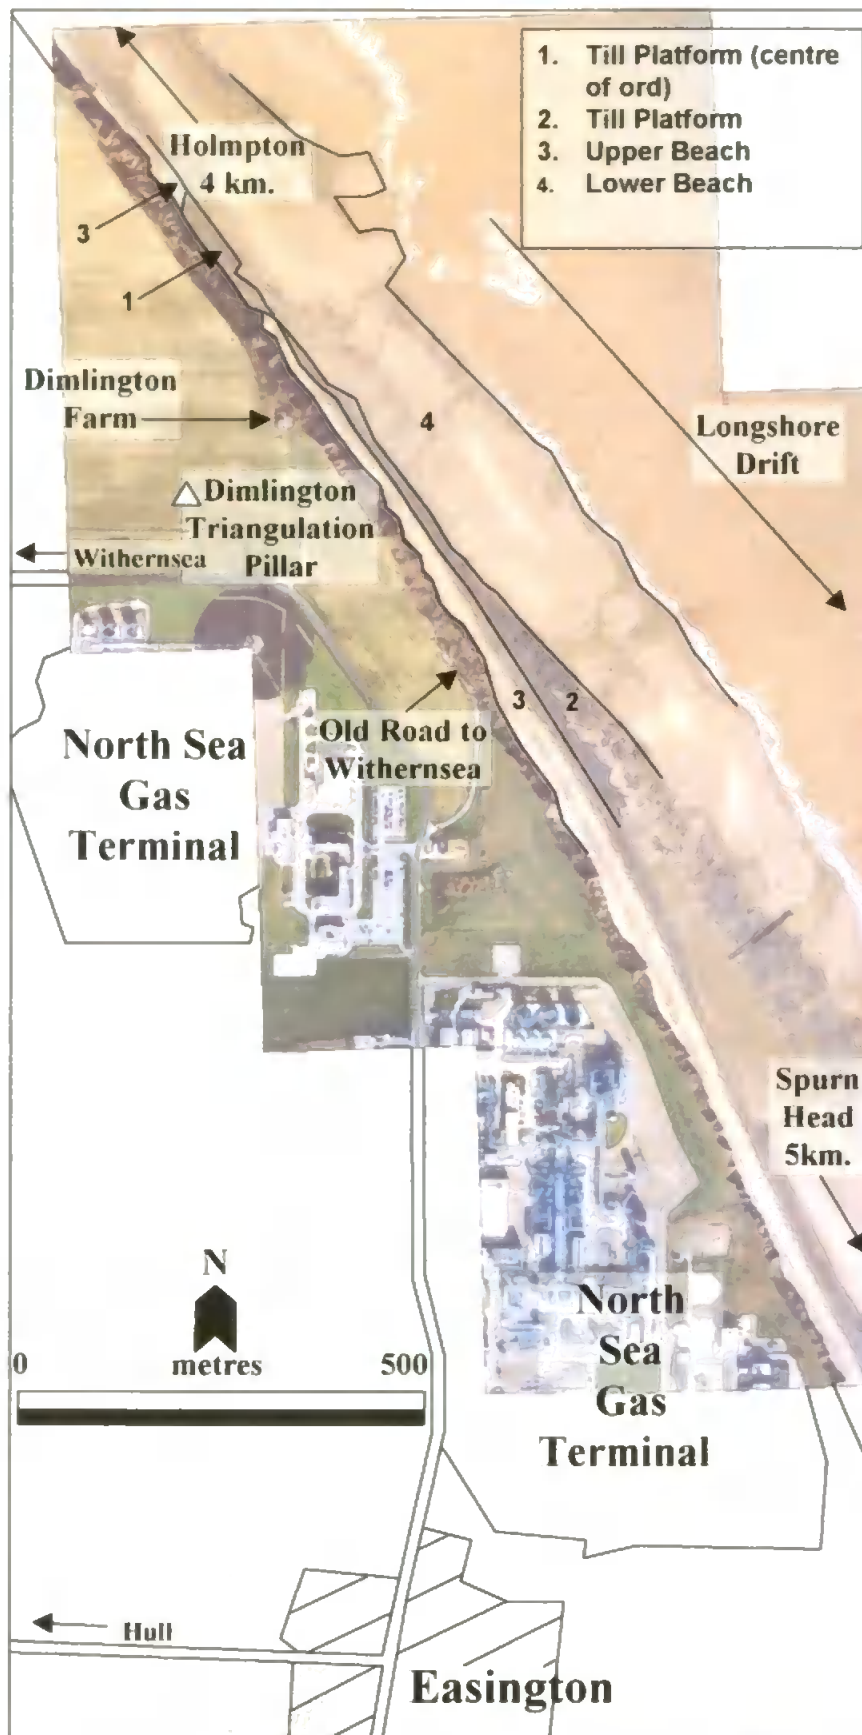 1. Till Platform (centre
of ord)
2. Till Platform
3. Upper Beach
4. Lower Beach
Holmpton
4 km.
3
1
Dimlington
Farm
4
Longshore
Drift
Dimlington
Triangulation
Pillar
Withernsea
3
2
Old Road to
Withernsea
North Sea
Gas
Terminal
Spurn
Head
5km.
N
0 metres 500
North
Sea
Gas
Terminal
Hull
Easington